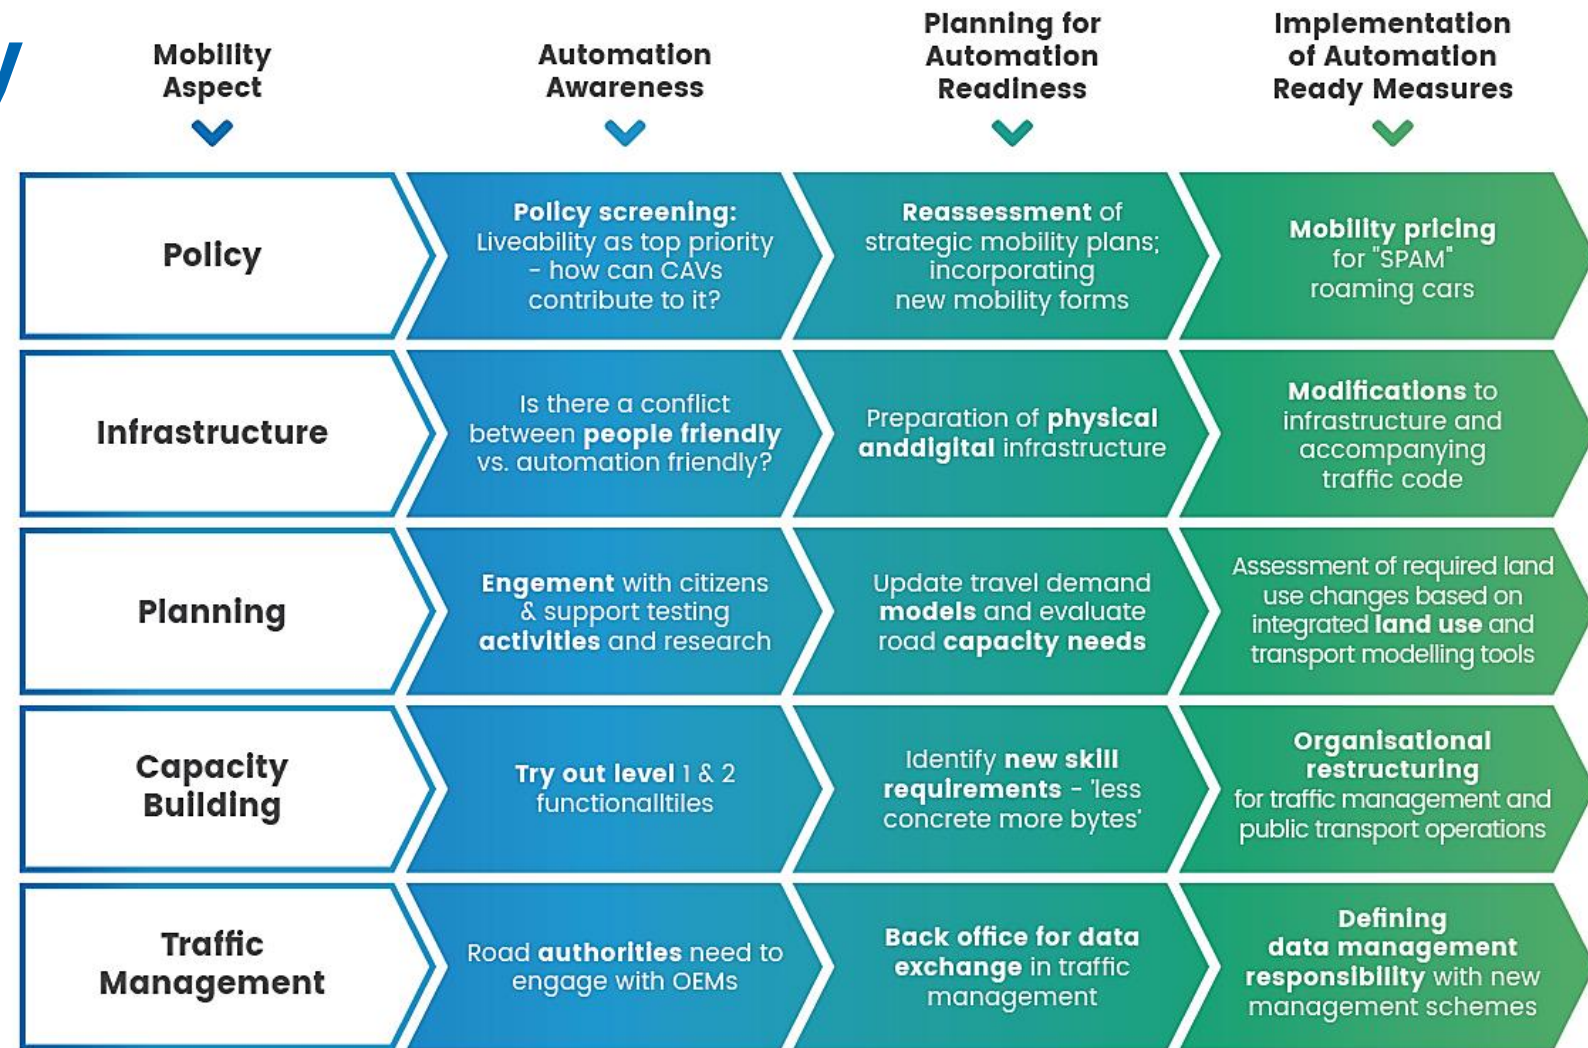 y
Mobility
Aspect
Automation
Awareness
Planning for
Automation
Readiness
Implementation
of Automation
Ready Measures
Policy
Policy screening:
Liveability as top priority
- how can CAVs
contribute to it?
Reassessment of
strategic mobility plans;
incorporating
new mobility forms
Mobility pricing
for "SPAM"
roaming cars
Infrastructure
Is there a conflict
between people friendly
vs. automation friendly?
Preparation of physical
anddigital infrastructure
Modifications to
infrastructure and
accompanying
traffic code
Planning
Engement with citizens
& support testing
activities and research
Update travel demand
models and evaluate
road capacity needs
Assessment of required land
use changes based on
integrated land use and
transport modelling tools
Capacity
Building
Try out level 1 & 2
functionalltiles
Identify new skill
requirements - 'less
concrete more bytes'
Organisational
restructuring
for traffic management and
public transport operations
Traffic
Management
Road authorities need to
engage with OEMs
Back office for data
exchange in traffic
management
Defining
data management
responsibility with new
management schemes